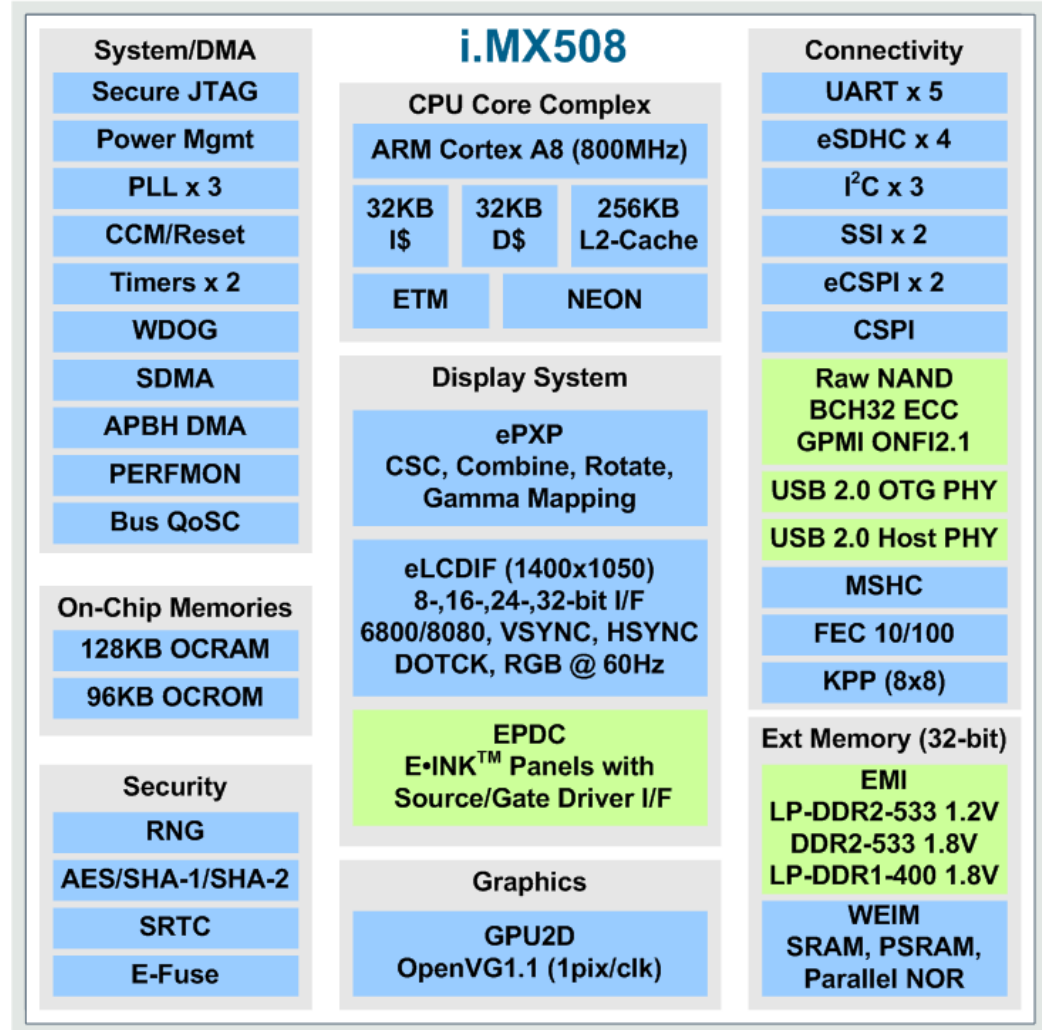 i.MX508
System/DMA
Secure JTAG
Power Mgmt
PLL x 3
CCM/Reset
Timers x 2
WDOG
SDMA
APBH DMA
PERFMON
Bus QoSC
On-Chip Memories
128KB OCRAM
96KB OCROM
Security
RNG
AES/SHA-1/SHA-2
SRTC
E-Fuse
CPU Core Complex
ARM Cortex A8 (800MHz)
32KB
I$
32KB
D$
256KB
L2-Cache
ETM
NEON
Display System
ePXP
CSC, Combine, Rotate,
Gamma Mapping
eLCDIF (1400x1050)
8-,16-,24-,32-bit I/F
6800/8080, VSYNC, HSYNC
DOTCK, RGB @ 60Hz
EPDC
E•INK™ Panels with
Source/Gate Driver I/F
Graphics
GPU2D
OpenVG1.1 (1pix/clk)
Connectivity
UART x 5
eSDHC x 4
I²C x 3
SSI x 2
eCSPI x 2
CSPI
Raw NAND
BCH32 ECC
GPMI ONFI2.1
USB 2.0 OTG PHY
USB 2.0 Host PHY
MSHC
FEC 10/100
KPP (8x8)
Ext Memory (32-bit)
EMI
LP-DDR2-533 1.2V
DDR2-533 1.8V
LP-DDR1-400 1.8V
WEIM
SRAM, PSRAM,
Parallel NOR